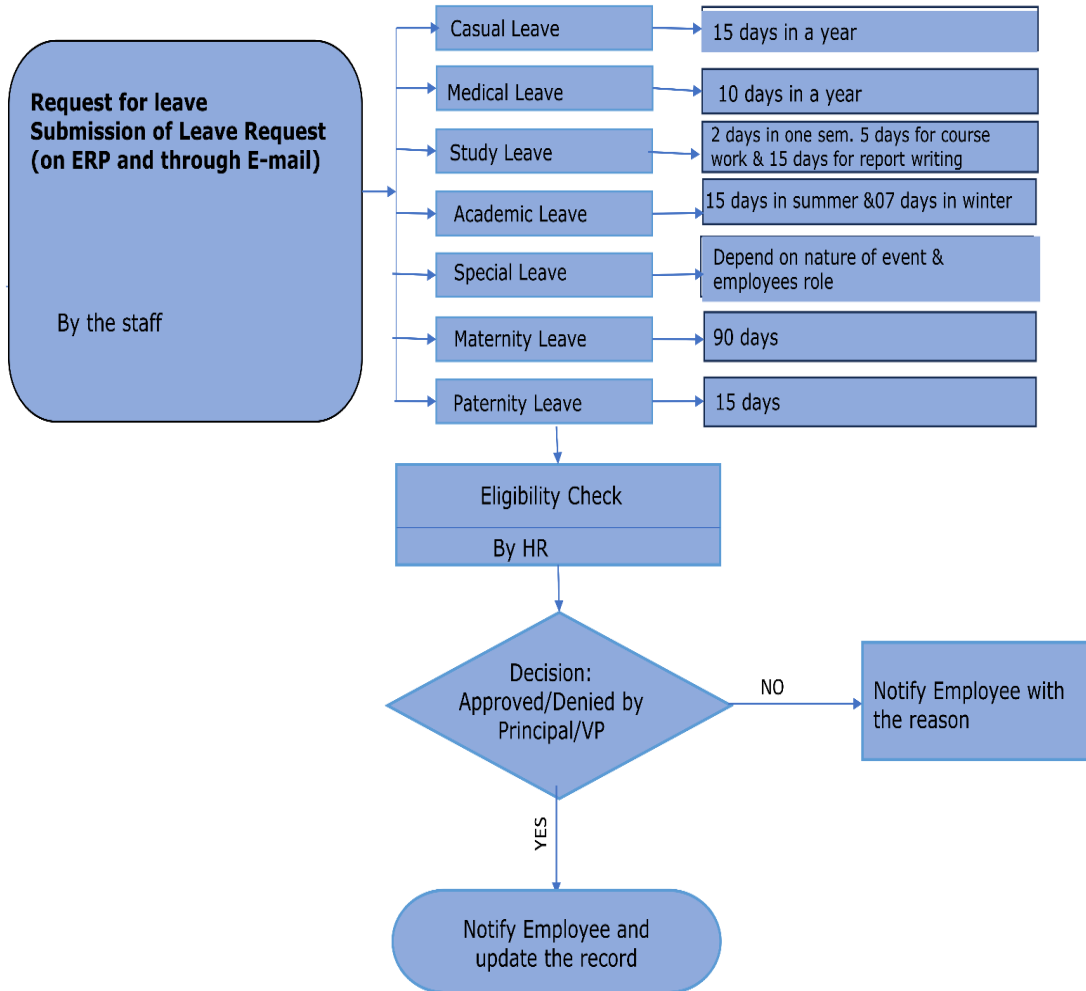 Request for leave
Submission of Leave Request
(on ERP and through E-mail)
By the staff
Casual Leave
15 days in a year
Medical Leave
10 days in a year
Study Leave
2 days in one sem. 5 days for course
work & 15 days for report writing
Academic Leave
15 days in summer &07 days in winter
Special Leave
Depend on nature of event &
employees role
Maternity Leave
90 days
Paternity Leave
15 days
Eligibility Check
By HR
Decision:
Approved/Denied by
Principal/VP
NO
Notify Employee with
the reason
YES
Notify Employee and
update the record